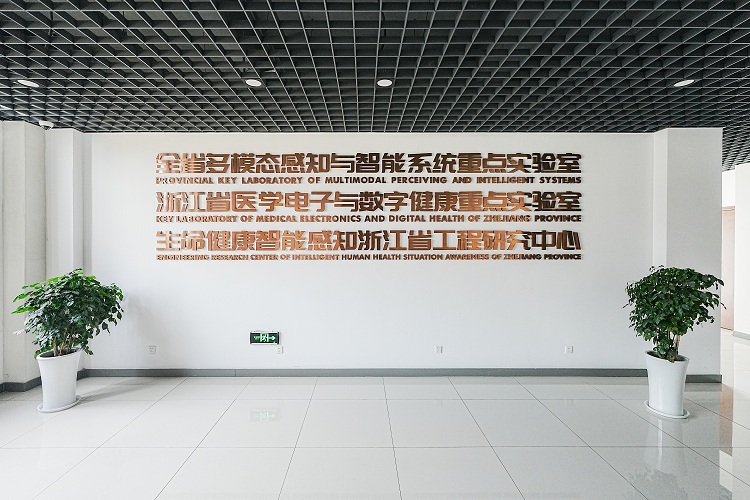 全省多模态感知与智能系统重点实验室
PROVINCIAL KEY LABORATORY OF MULTIMODAL PERCEIVING AND INTELLIGENT SYSTEMS
浙江省医学电子与数字健康重点实验室
KEY LABORATORY OF MEDICAL ELECTRONICS AND DIGITAL HEALTH OF ZHEJIANG PROVINCE
生命健康智能感知浙江省工程研究中心
ENGINEERING RESEARCH CENTER OF INTELLIGENT HUMAN HEALTH SITUATION AWARENESS OF ZHEJIANG PROVINCE